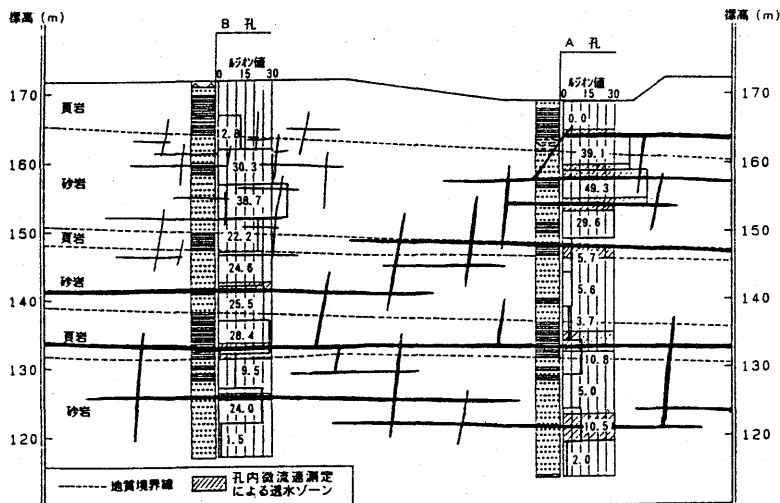 標高(m)
B 孔
ルジオン値
0 15 30
A 孔
ルジオン値
0 15 30
標高(m)
170
160
150
140
130
120
頁岩
砂岩
頁岩
砂岩
頁岩
砂岩
12.8
30.3
38.7
22.2
24.6
25.5
28.4
9.5
24.0
1.5
0.0
39.1
49.3
29.6
5.7
5.6
3.7
10.8
5.0
10.5
2.0
170
160
150
140
130
120
地質境界線
孔内微流速測定
による透水ゾーン